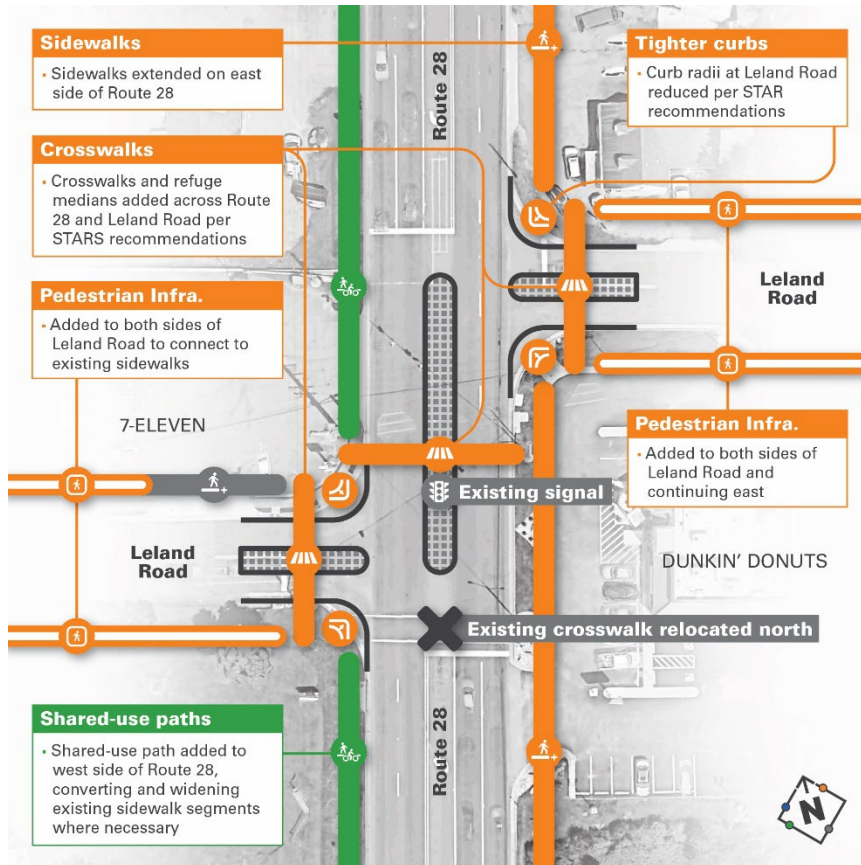 Sidewalks
• Sidewalks extended on east
side of Route 28
Route 28
Tighter curbs
• Curb radii at Leland Road
reduced per STAR
recommendations
Crosswalks
• Crosswalks and refuge
medians added across Route
28 and Leland Road per
STARS recommendations
Leland
Road
Pedestrian Infra.
• Added to both sides of
Leland Road to connect to
existing sidewalks
7-ELEVEN
Pedestrian Infra.
• Added to both sides of
Leland Road and
continuing east
Existing signal
Leland
Road
DUNKIN' DONUTS
Existing crosswalk relocated north
Shared-use paths
• Shared-use path added to
west side of Route 28,
converting and widening
existing sidewalk segments
where necessary
Route 28
N